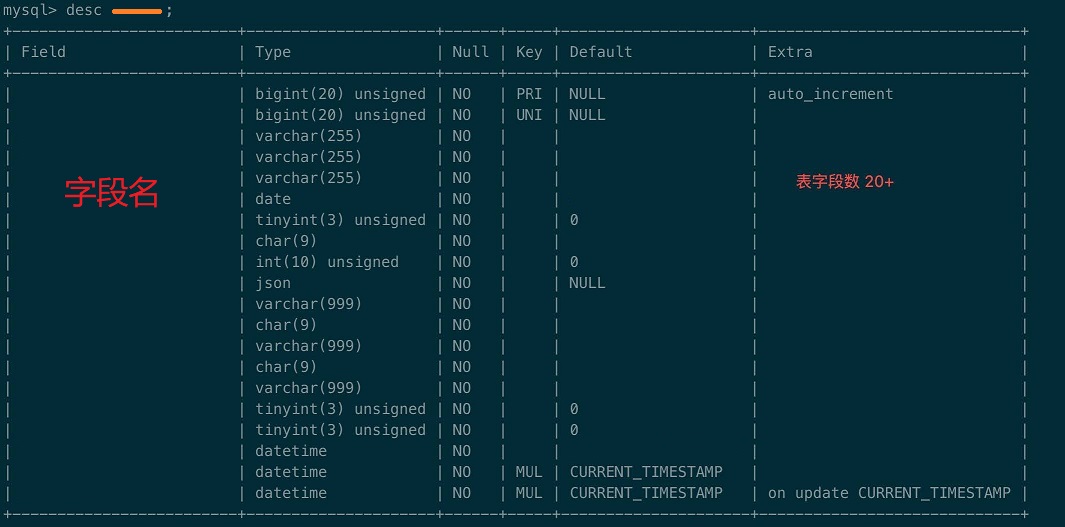 mysql> desc ;
+-------------------------+---------------------+------+-----+-------------------+-----------------------------+
| Field | Type | Null | Key | Default | Extra |
+-------------------------+---------------------+------+-----+-------------------+-----------------------------+
| | bigint(20) unsigned | NO | PRI | NULL | auto_increment |
| | bigint(20) unsigned | NO | UNI | NULL | |
| | varchar(255) | NO | | | |
| | varchar(255) | NO | | | |
| 字段名 | varchar(255) | NO | | | 表字段数 20+ |
| | date | NO | | | |
| | tinyint(3) unsigned | NO | | 0 | |
| | char(9) | NO | | | |
| | int(10) unsigned | NO | | 0 | |
| | json | NO | | NULL | |
| | varchar(999) | NO | | | |
| | char(9) | NO | | | |
| | varchar(999) | NO | | | |
| | char(9) | NO | | | |
| | varchar(999) | NO | | | |
| | tinyint(3) unsigned | NO | | 0 | |
| | tinyint(3) unsigned | NO | | 0 | |
| | datetime | NO | | | |
| | datetime | NO | MUL | CURRENT_TIMESTAMP | |
| | datetime | NO | MUL | CURRENT_TIMESTAMP | on update CURRENT_TIMESTAMP |
+-------------------------+---------------------+------+-----+-------------------+-----------------------------+